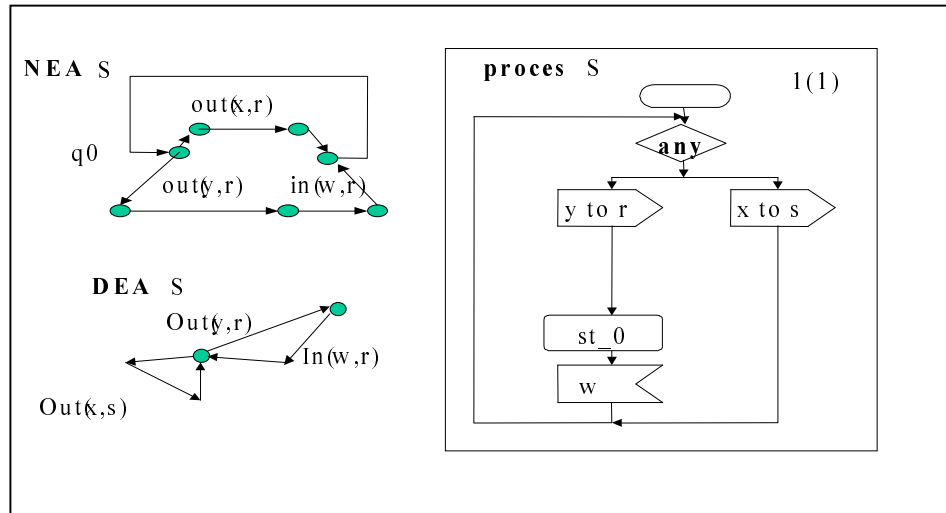 NEA S
out(x,r)
q0
out(y,r)
in(w,r)
DEA S
Out(y,r)
In(w,r)
Out(x,s)
proces S
1(1)
any
y to r
x to s
st_0
w